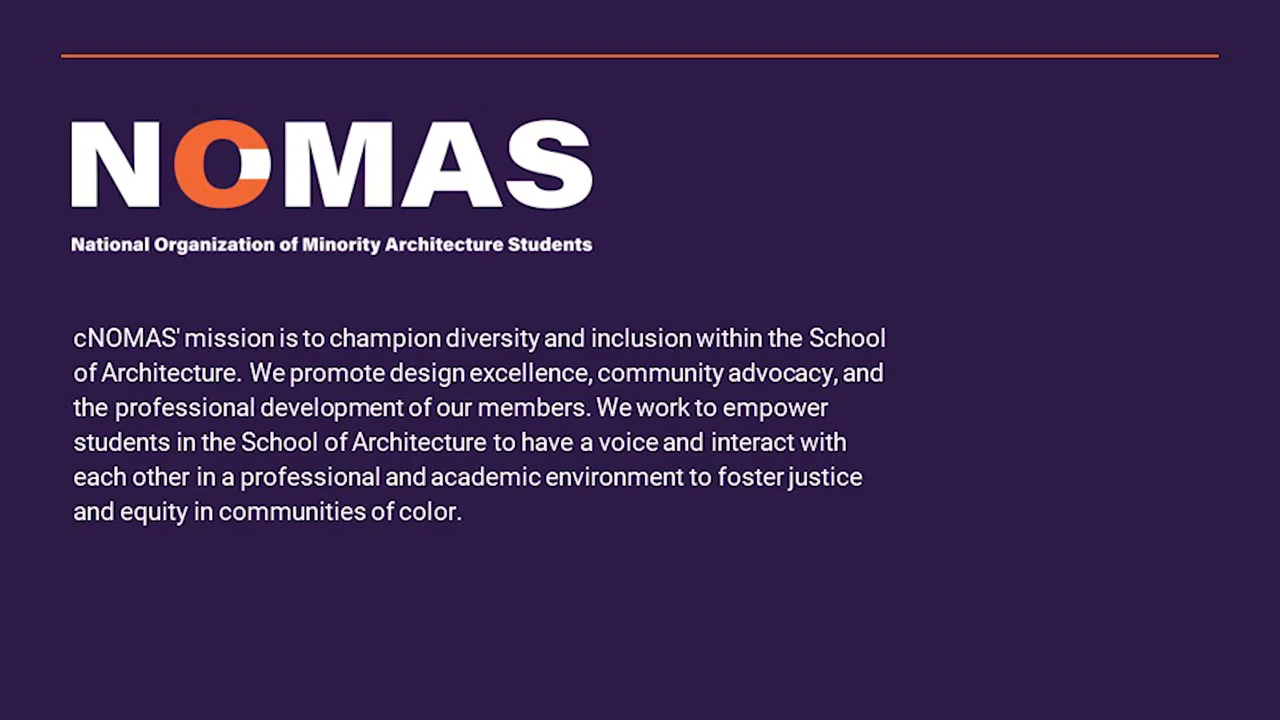 NOMAS
National Organization of Minority Architecture Students
cNOMAS' mission is to champion diversity and inclusion within the School
of Architecture. We promote design excellence, community advocacy, and
the professional development of our members. We work to empower
students in the School of Architecture to have a voice and interact with
each other in a professional and academic environment to foster justice
and equity in communities of color.